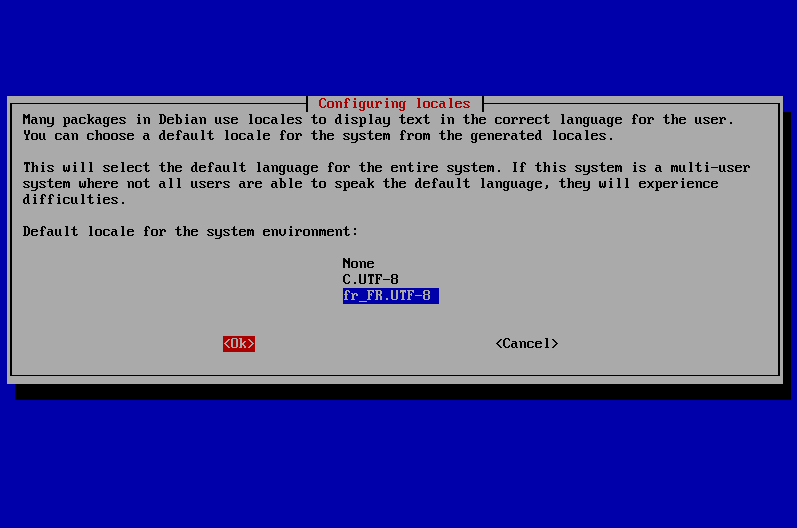 Configuring locales
Many packages in Debian use locales to display text in the correct language for the user.
You can choose a default locale for the system from the generated locales.
This will select the default language for the entire system. If this system is a multi-user
system where not all users are able to speak the default language, they will experience
difficulties.
Default locale for the system environment:
None
C.UTF-8
fr_FR.UTF-8
<Ok> <Cancel>